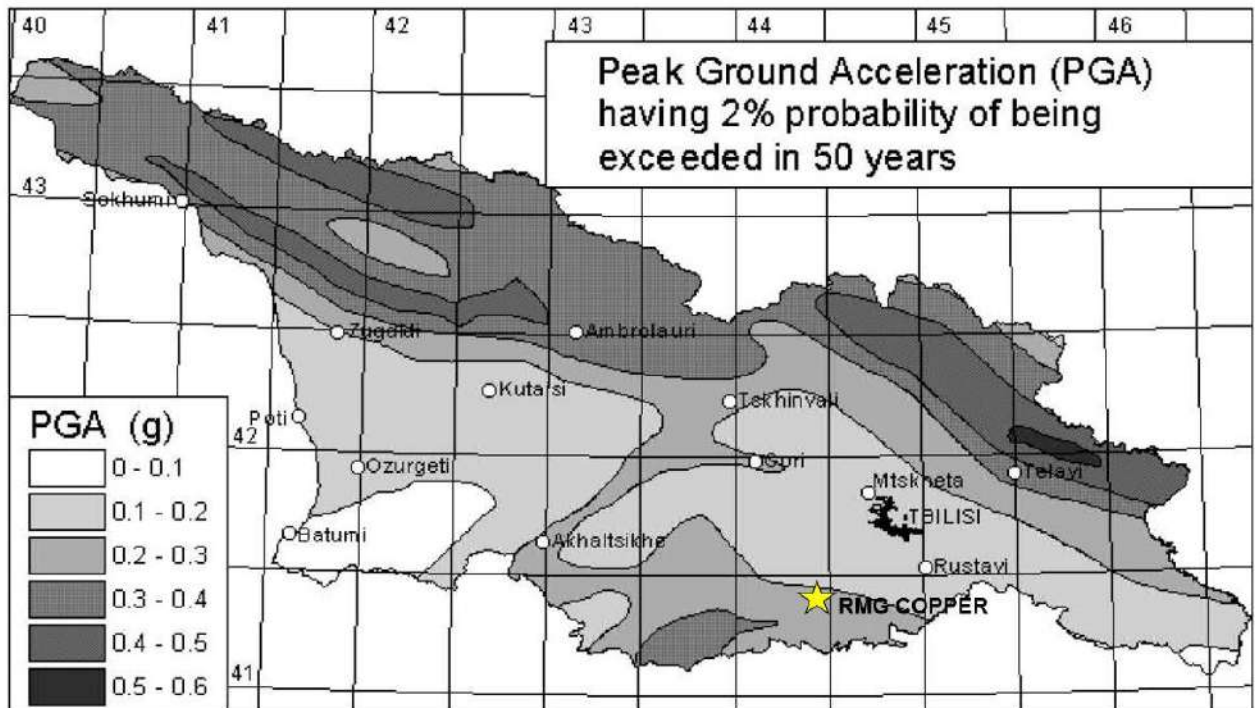 40 41 42 43 44 45 46
Peak Ground Acceleration (PGA)
having 2% probability of being
exceeded in 50 years
43
Sokhumi
Zugdidi
Ambrolauri
Kutaisi
Tskhinvali
PGA (g)
Poti
42
0 - 0.1
Ozurgeti
Gori
Telavi
Mtskheta
0.1 - 0.2
TBILISI
Batumi
Akhaltsikhe
0.2 - 0.3
Rustavi
0.3 - 0.4
RMG COPPER
0.4 - 0.5
41
0.5 - 0.6